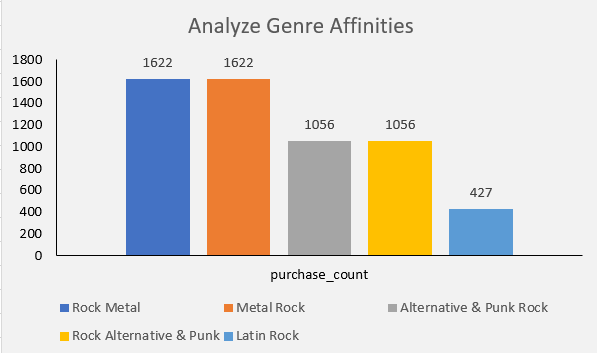 Analyze Genre Affinities
1800
1600
1400
1200
1000
800
600
400
200
0
1622 1622 1056 1056 427
purchase_count
Rock Metal Metal Rock Alternative & Punk Rock
Rock Alternative & Punk Latin Rock